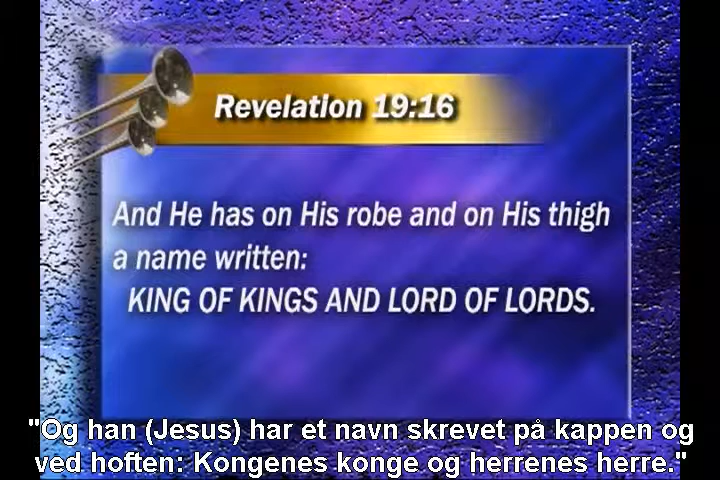 Revelation 19:16
And He has on His robe and on His thigh
a name written:
KING OF KINGS AND LORD OF LORDS.
"Og han (Jesus) har et navn skrevet på kappen og
ved hoften: Kongenes konge og herrenes herre."